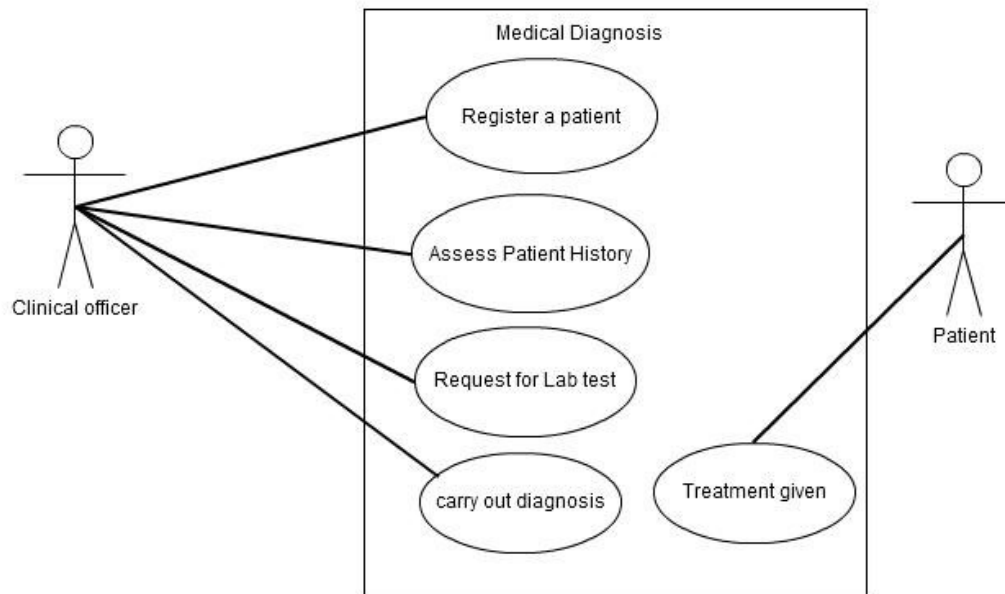 Medical Diagnosis
Register a patient
Assess Patient History
Clinical officer
Patient
Request for Lab test
carry out diagnosis
Treatment given